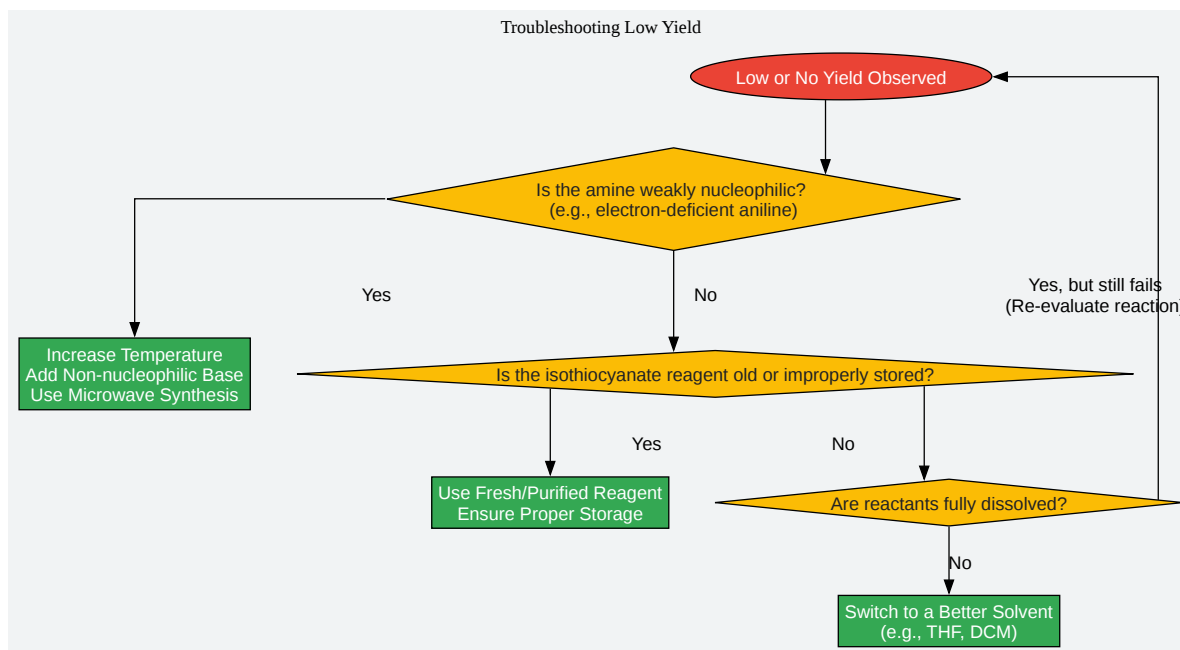 Troubleshooting Low Yield
Low or No Yield Observed
Is the amine weakly nucleophilic?
(e.g., electron-deficient aniline)
Yes, but still fails
(Re-evaluate reaction)
Yes
No
Increase Temperature
Add Non-nucleophilic Base
Use Microwave Synthesis
Is the isothiocyanate reagent old or improperly stored?
Yes
No
Use Fresh/Purified Reagent
Ensure Proper Storage
Are reactants fully dissolved?
No
Switch to a Better Solvent
(e.g., THF, DCM)